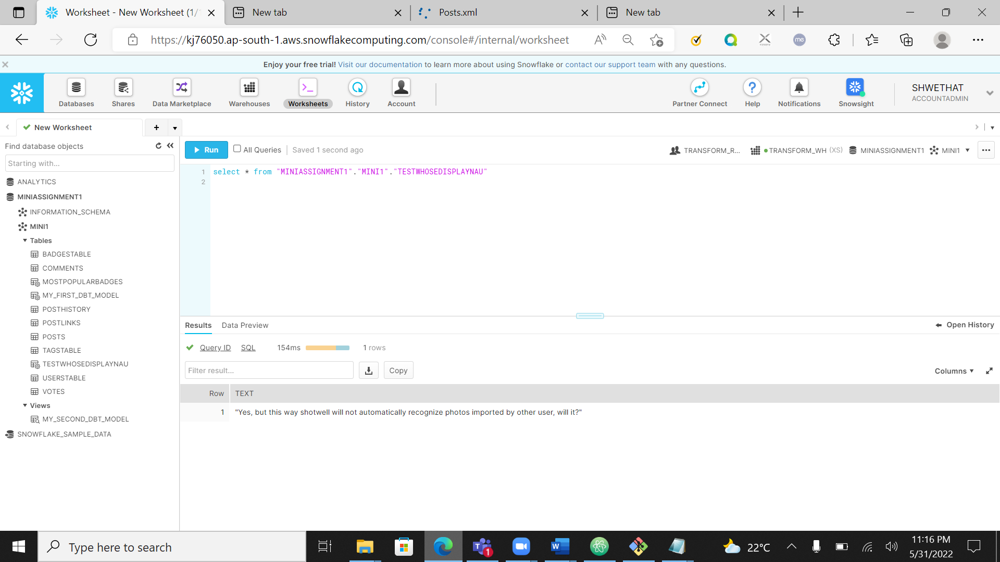 Worksheet - New Worksheet (1/
New tab
Posts.xml
New tab
https://kj76050.ap-south-1.aws.snowflakecomputing.com/console#/internal/worksheet
me
Enjoy your free trial! Visit our documentation to learn more about using Snowflake or contact our support team with any questions.
Databases
Shares
Data Marketplace
Warehouses
Worksheets
History
Account
Partner Connect
Help
Notifications
Snowsight
SHWETHAT
ACCOUNTADMIN
New Worksheet
Find database objects
Starting with...
ANALYTICS
MINIASSIGNMENT1
INFORMATION_SCHEMA
MINI1
Tables
BADGESTABLE
COMMENTS
MOSTPOPULARBADGES
MY_FIRST_DBT_MODEL
POSTHISTORY
POSTLINKS
POSTS
TAGSTABLE
TESTWHOSEDISPLAYNAU
USERSTABLE
VOTES
Views
MY_SECOND_DBT_MODEL
SNOWFLAKE_SAMPLE_DATA
Run
All Queries
Saved 1 second ago
TRANSFORM_R...
TRANSFORM_WH (XS)
MINIASSIGNMENT1
MINI1
1 select * from "MINIASSIGNMENT1"."MINI1"."TESTWHOSEDISPLAYNAU"
2
Results
Data Preview
Open History
Query ID
SQL
154ms
1 rows
Filter result...
Copy
Columns
Row TEXT
1 "Yes, but this way shotwell will not automatically recognize photos imported by other user, will it?"
Type here to search
1
22°C
11:16 PM
5/31/2022